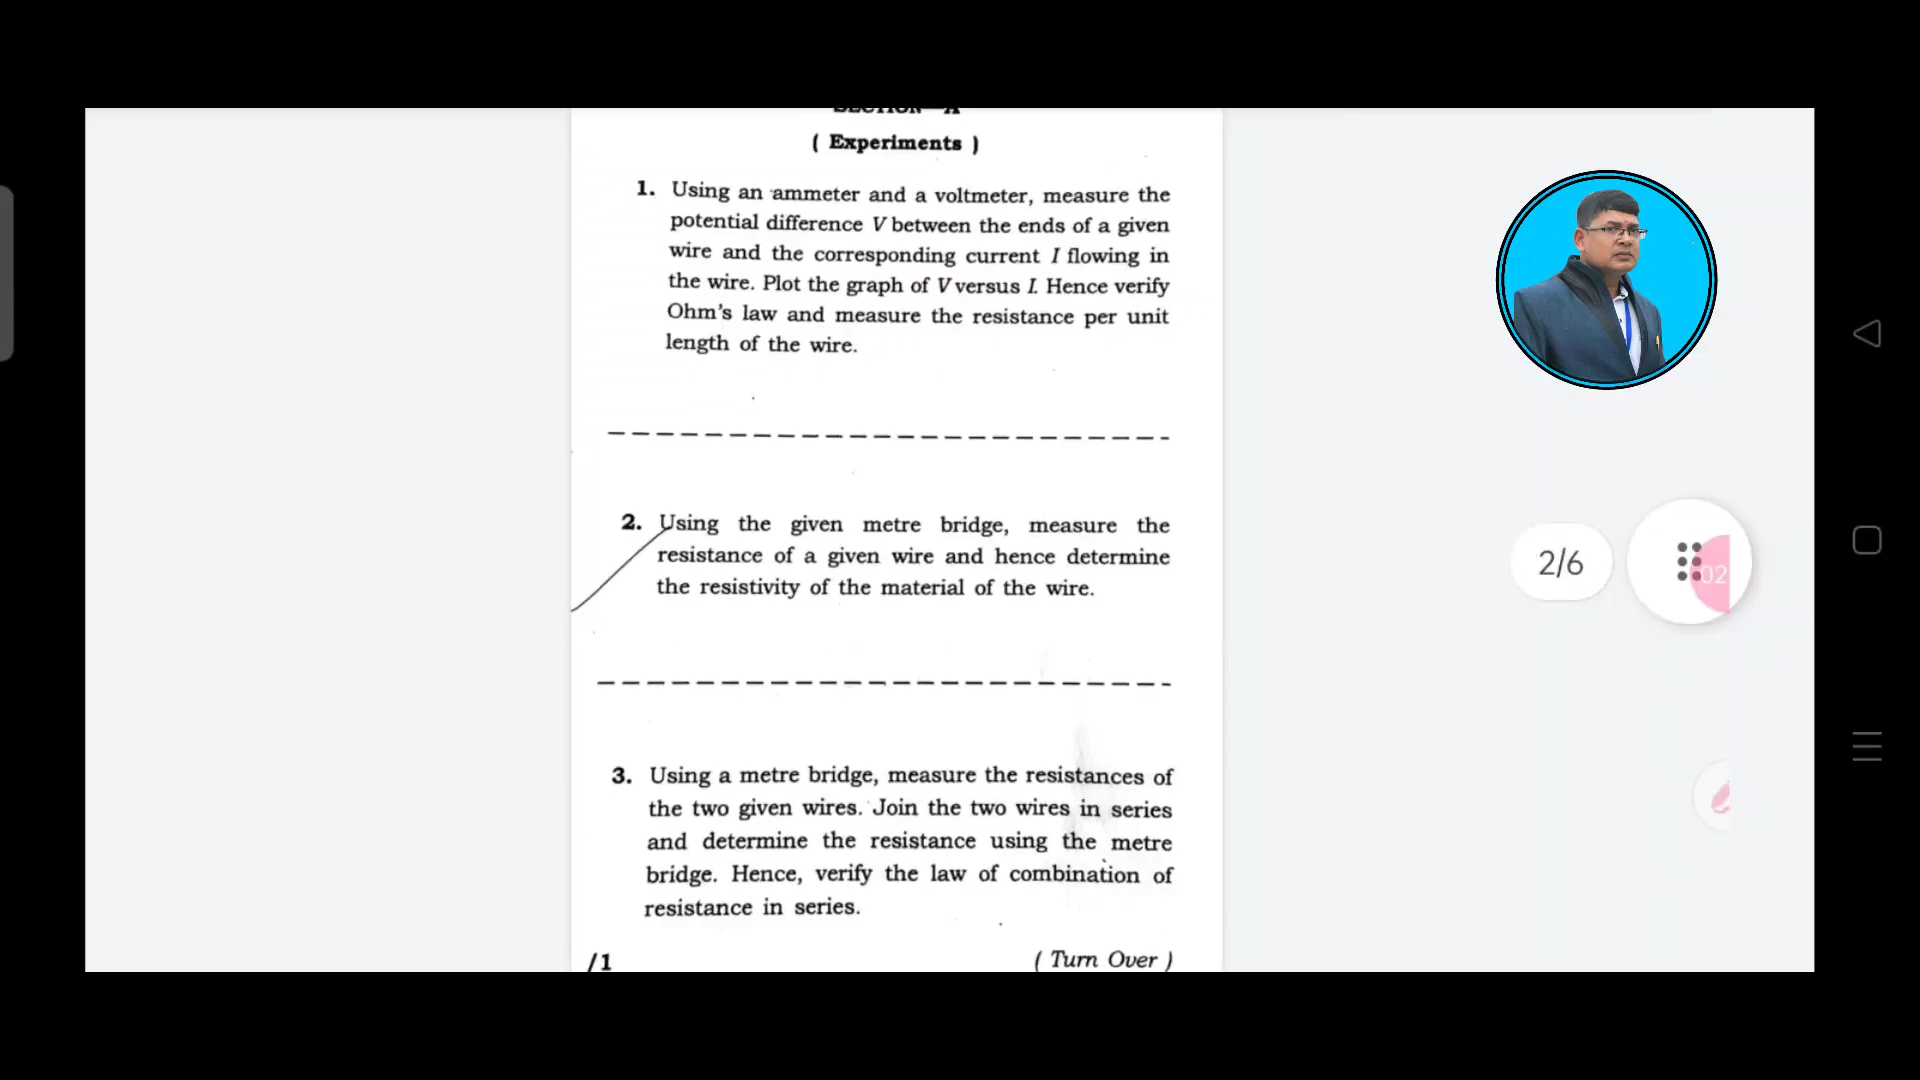 SECTION—A
( Experiments )
1. Using an ammeter and a voltmeter, measure the
potential difference V between the ends of a given
wire and the corresponding current I flowing in
the wire. Plot the graph of V versus I. Hence verify
Ohm's law and measure the resistance per unit
length of the wire.
2. Using the given metre bridge, measure the
resistance of a given wire and hence determine
the resistivity of the material of the wire.
2/6
02
3. Using a metre bridge, measure the resistances of
the two given wires. Join the two wires in series
and determine the resistance using the metre
bridge. Hence, verify the law of combination of
resistance in series.
/1
( Turn Over )